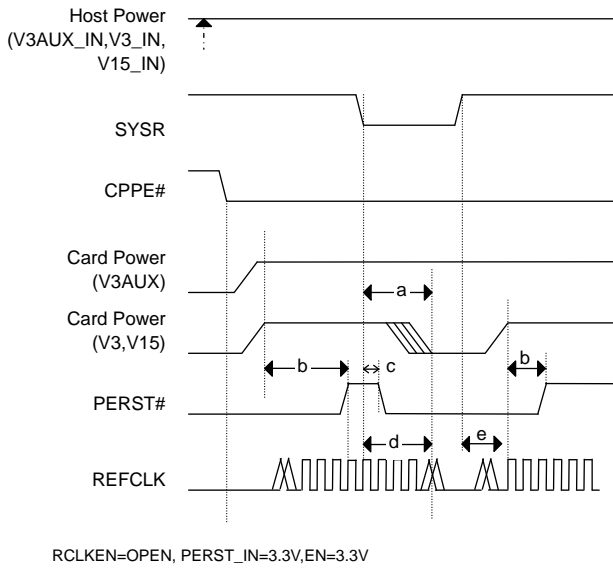 Host Power
(V3AUX_IN,V3_IN,
V15_IN)
SYSR
CPPE#
Card Power
(V3AUX)
a
Card Power
(V3,V15)
b
c
b
PERST#
d
e
REFCLK
RCLKEN=OPEN, PERST_IN=3.3V,EN=3.3V